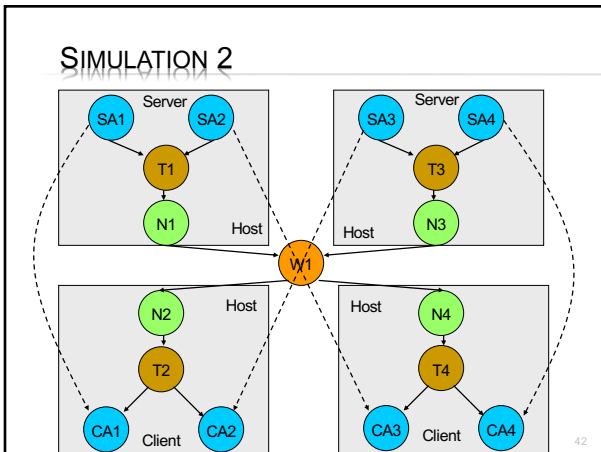 SIMULATION 2
Server
SA1
SA2
T1
N1
Host
Server
SA3
SA4
T3
N3
Host
W1
N2
Host
T2
CA1
CA2
Client
Host
N4
T4
CA3
CA4
Client
42